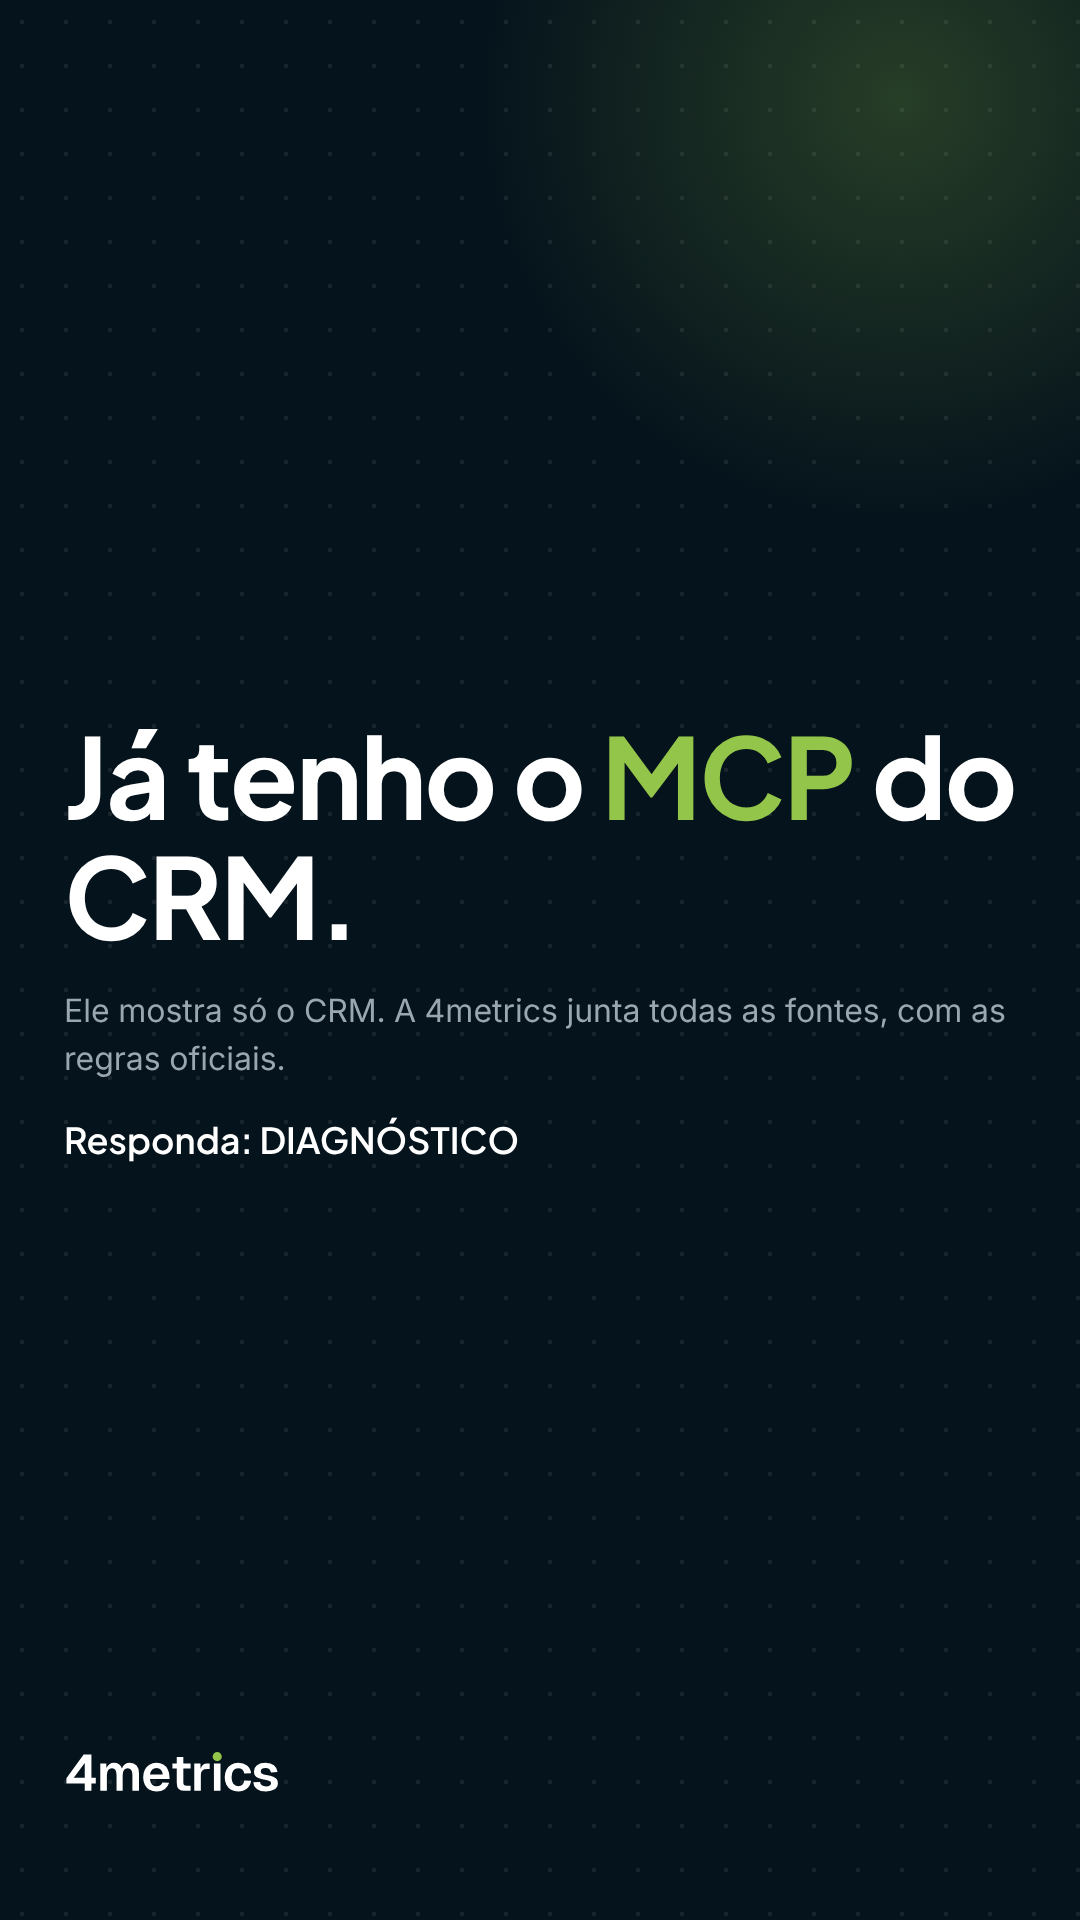 Já tenho o MCP do
CRM.
Ele mostra só o CRM. A 4metrics junta todas as fontes, com as
regras oficiais.
Responda: DIAGNÓSTICO
4metrics